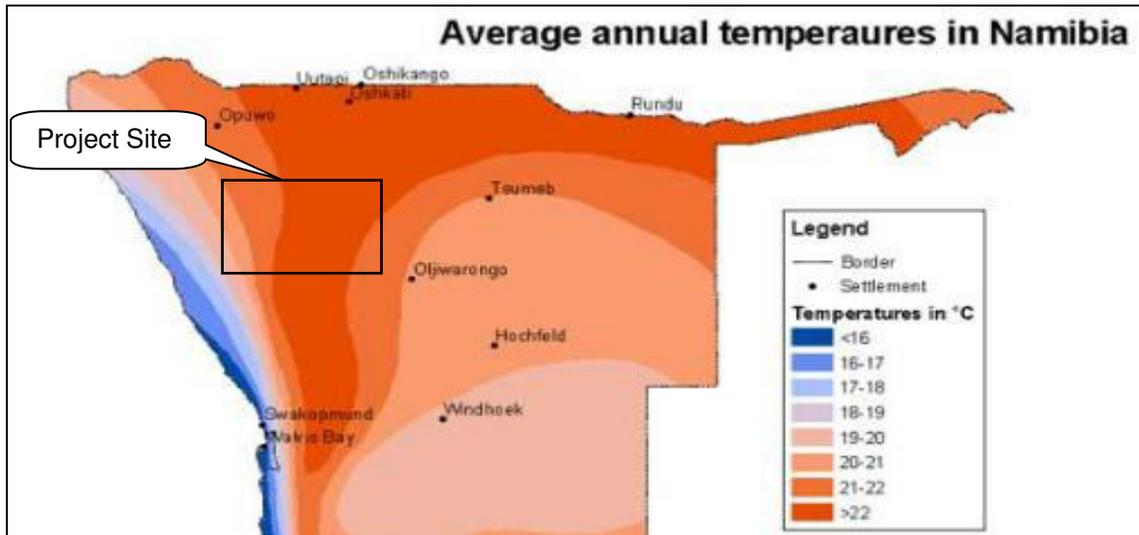 Average annual temperaures in Namibia
Uutapi
Oshikango
Oshkati
Opuwo
Rundu
Project Site
Tsumeb
Otjiwarongo
Hochfeld
Windhoek
Swakopmund
Walvis Bay
Legend
Border
Settlement
Temperatures in °C
<16
16-17
17-18
18-19
19-20
20-21
21-22
>22